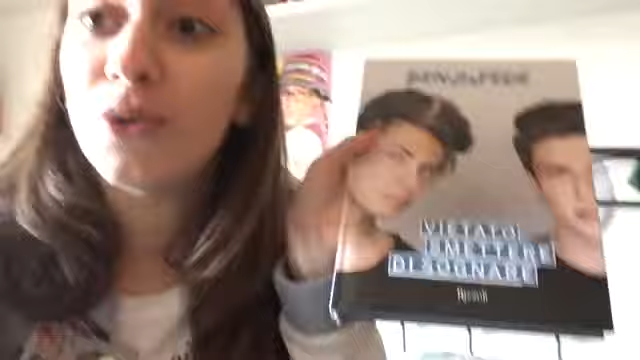 BENJI & FEDE
VIETATO
SMETTERE
DI SOGNARE
Rizzoli